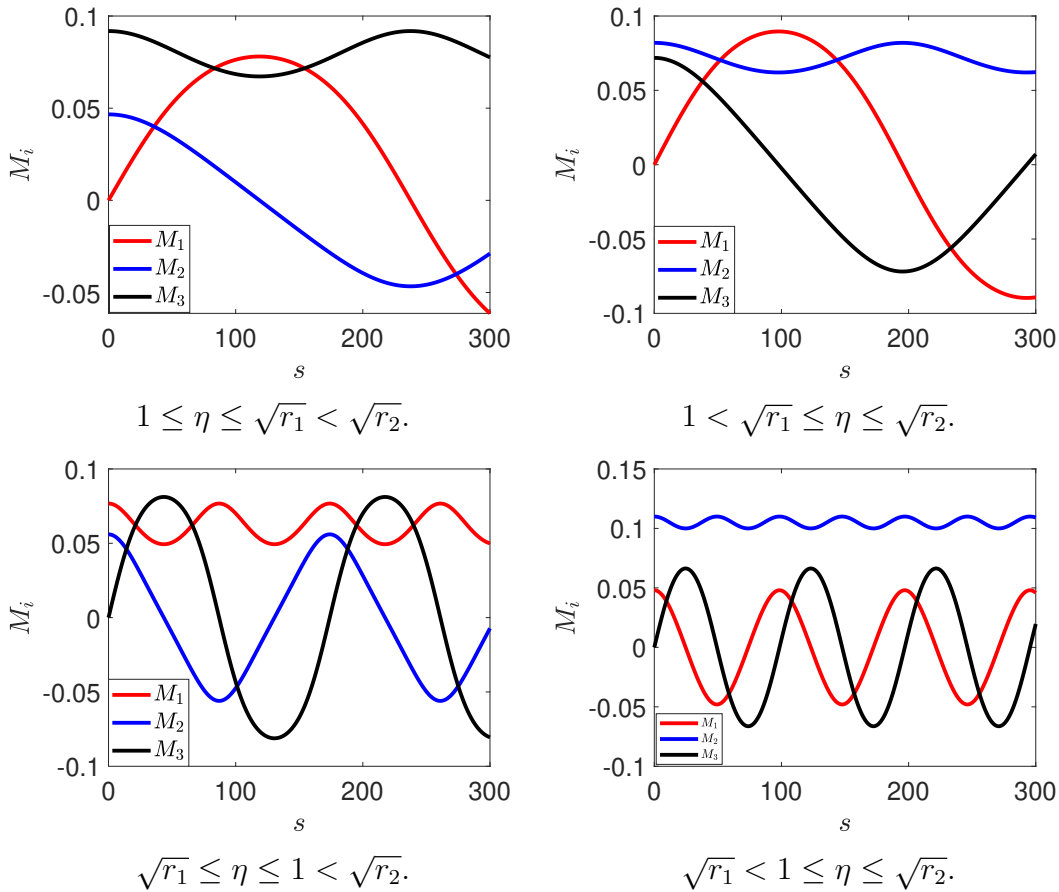 0.1
0.05
0
-0.05
0
100
200
300
M_i
s
M_1
M_2
M_3
1 ≤ η ≤ √r_1 < √r_2.
0.1
0.05
0
-0.05
-0.1
0
100
200
300
M_i
s
M_1
M_2
M_3
1 < √r_1 ≤ η ≤ √r_2.
0.1
0.05
0
-0.05
-0.1
0
100
200
300
M_i
s
M_1
M_2
M_3
√r_1 ≤ η ≤ 1 < √r_2.
0.15
0.1
0.05
0
-0.05
-0.1
0
100
200
300
M_i
s
M_1
M_2
M_3
√r_1 < 1 ≤ η ≤ √r_2.